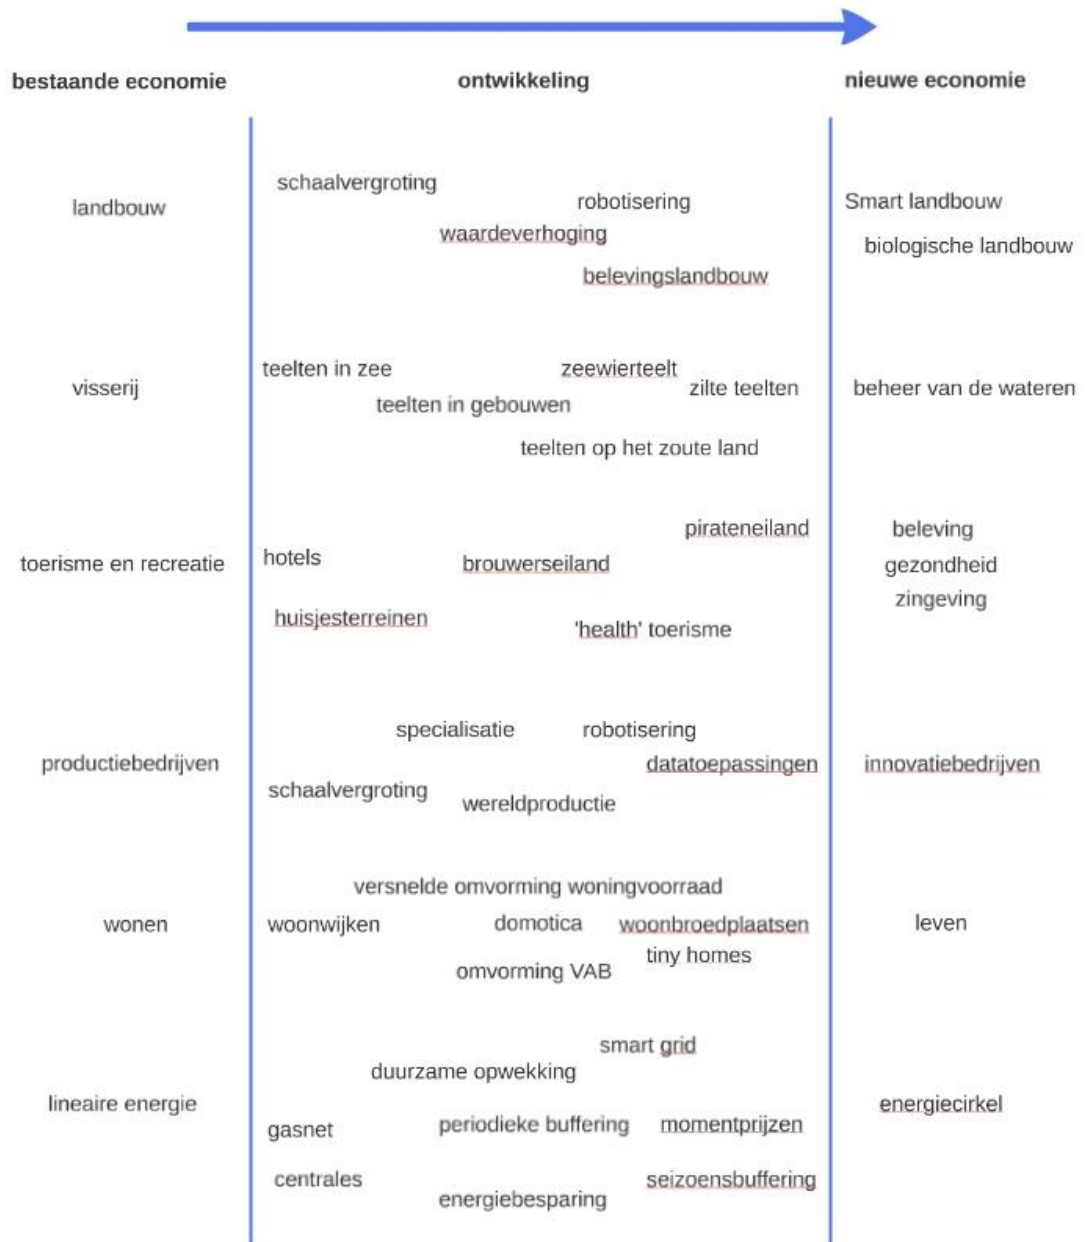 bestaande economie
ontwikkeling
nieuwe economie
landbouw
schaalvergroting
robotisering
waardeverhoging
belevingslandbouw
Smart landbouw
biologische landbouw
visserij
teelten in zee
zeewierteelt
zilte teelten
teelten in gebouwen
teelten op het zoute land
beheer van de wateren
toerisme en recreatie
pirateneiland
hotels
brouwerseiland
huisjesterreinen
'health' toerisme
beleving
gezondheid
zingeving
productiebedrijven
specialisatie
robotisering
datatoepassingen
schaalvergroting
wereldproductie
innovatiebedrijven
wonen
versnelde omvorming woningvoorraad
woonwijken
domotica
woonbroedplaatsen
tiny homes
omvorming VAB
leven
lineaire energie
smart grid
duurzame opwekking
gasnet
periodieke buffering
momentprijzen
centrales
seizoensbuffering
energiebesparing
energiecirkel